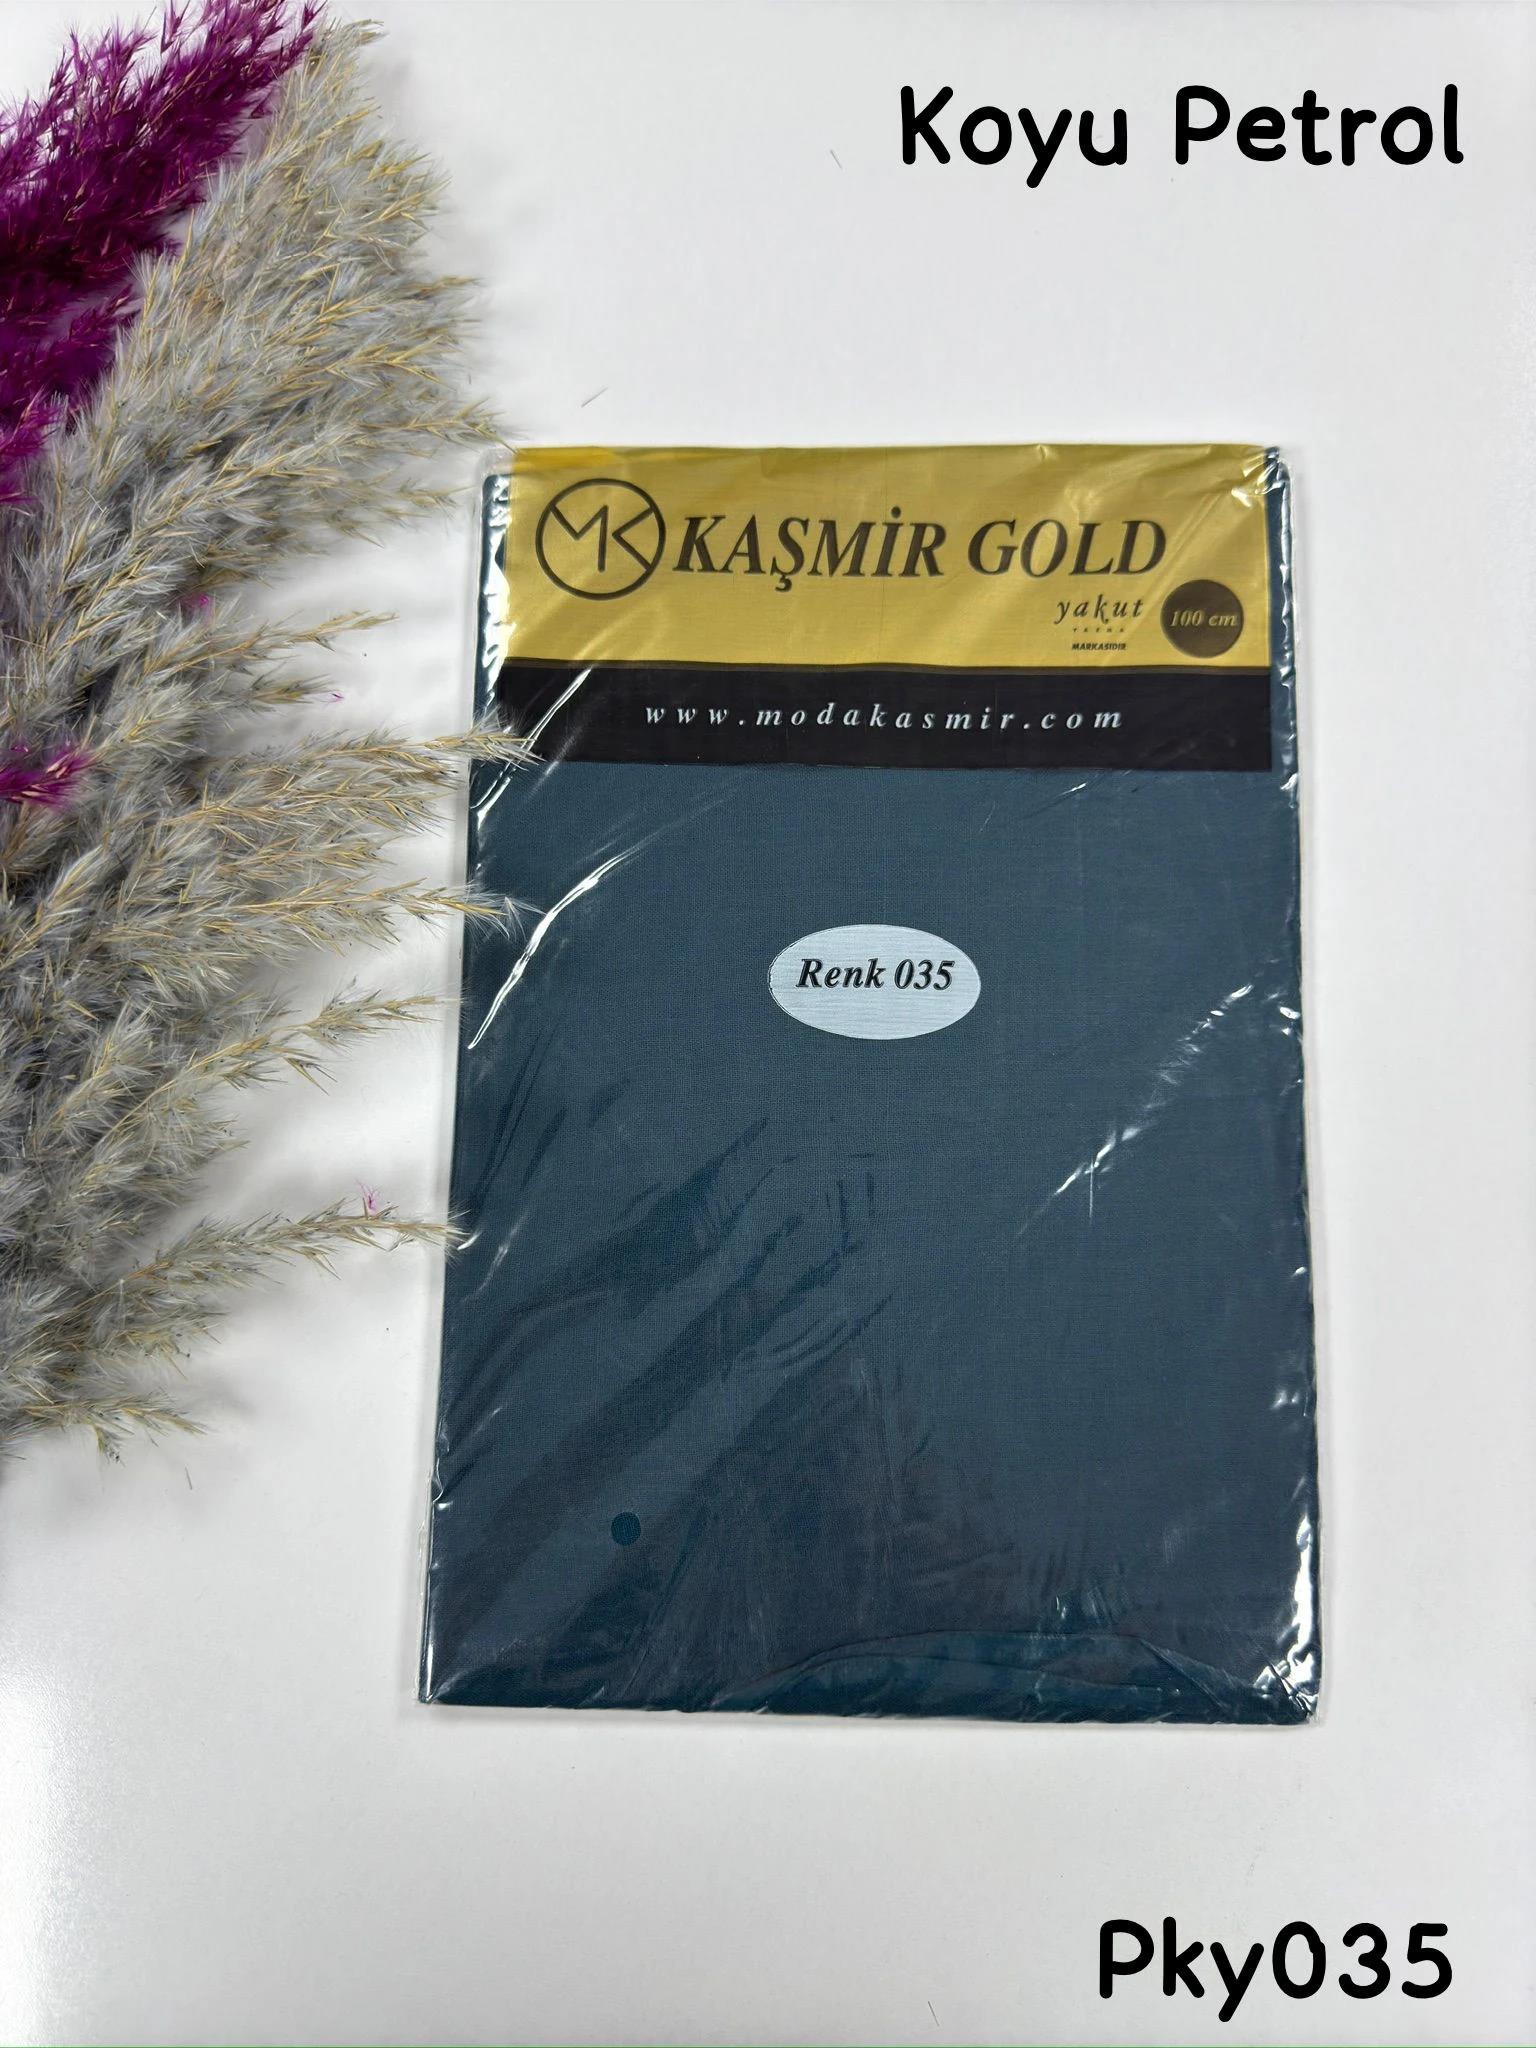 Koyu Petrol
MK KAŞMİR GOLD
yakut
MARKASIDIR
100 cm
www.modakasmir.com
Renk 035
Pky035